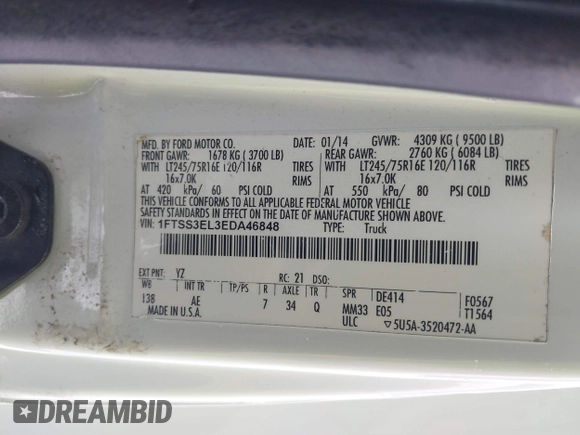 MFD. BY FORD MOTOR CO. 01/14 GVWR: 4309 KG ( 9500 LB)
FRONT GAWR: 1678 KG ( 3700 LB) REAR GAWR: 2760 KG ( 6084 LB)
WITH LT245/75R16E 120/116R TIRES WITH LT245/75R16E 120/116R TIRES
16x7.0K RIMS 16x7.0K RIMS
AT 420 kPa/ 60 PSI COLD AT 550 kPa/ 80 PSI COLD
THIS VEHICLE CONFORMS TO ALL APPLICABLE FEDERAL MOTOR VEHICLE
SAFETY STANDARDS IN EFFECT ON THE DATE OF MANUFACTURE SHOWN ABOVE.
VIN: 1FTSS3EL3EDA46848 TYPE: Truck
EXT PNT: YZ RC: 21 DSO:
WB INT TR TP/PS R AXLE TR SPR DE414 F0567
138 AE 7 34 Q MM33 E05 T1564
MADE IN U.S.A. ULC 5U5A-3520472-AA
DREAMBID